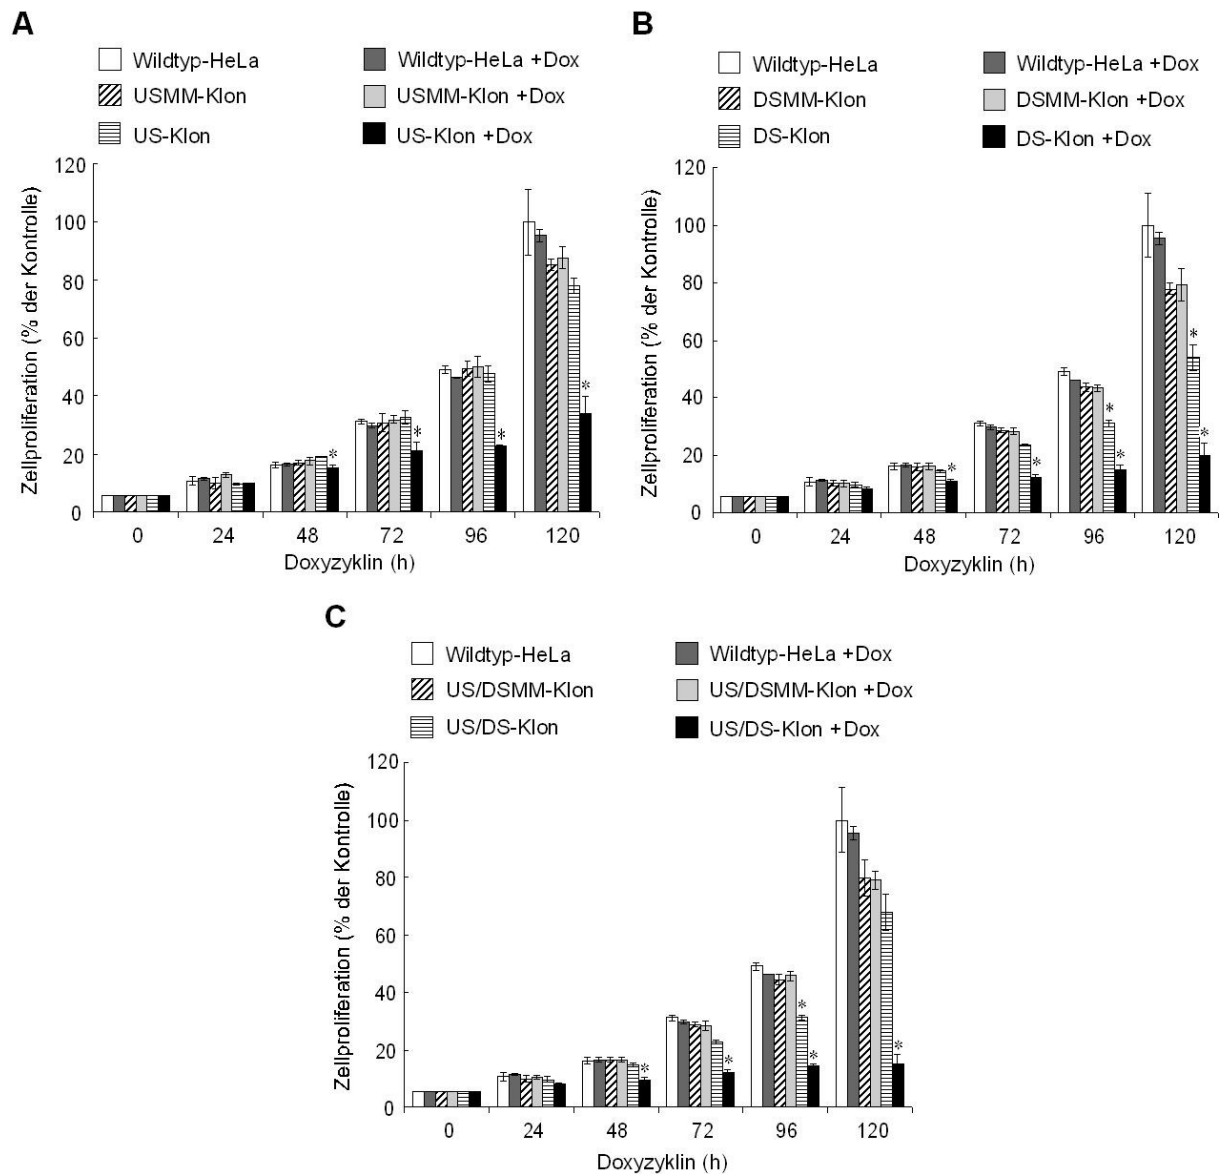 A
Wildtyp-HeLa
Wildtyp-HeLa +Dox
USMM-Klon
USMM-Klon +Dox
US-Klon
US-Klon +Dox
Zellproliferation (% der Kontrolle)
120
100
80
60
40
20
0
* * * *
0 24 48 72 96 120
Doxyzyklin (h)
B
Wildtyp-HeLa
Wildtyp-HeLa +Dox
DSMM-Klon
DSMM-Klon +Dox
DS-Klon
DS-Klon +Dox
Zellproliferation (% der Kontrolle)
120
100
80
60
40
20
0
* * * * * *
0 24 48 72 96 120
Doxyzyklin (h)
C
Wildtyp-HeLa
Wildtyp-HeLa +Dox
US/DSMM-Klon
US/DSMM-Klon +Dox
US/DS-Klon
US/DS-Klon +Dox
Zellproliferation (% der Kontrolle)
120
100
80
60
40
20
0
* * * * *
0 24 48 72 96 120
Doxyzyklin (h)